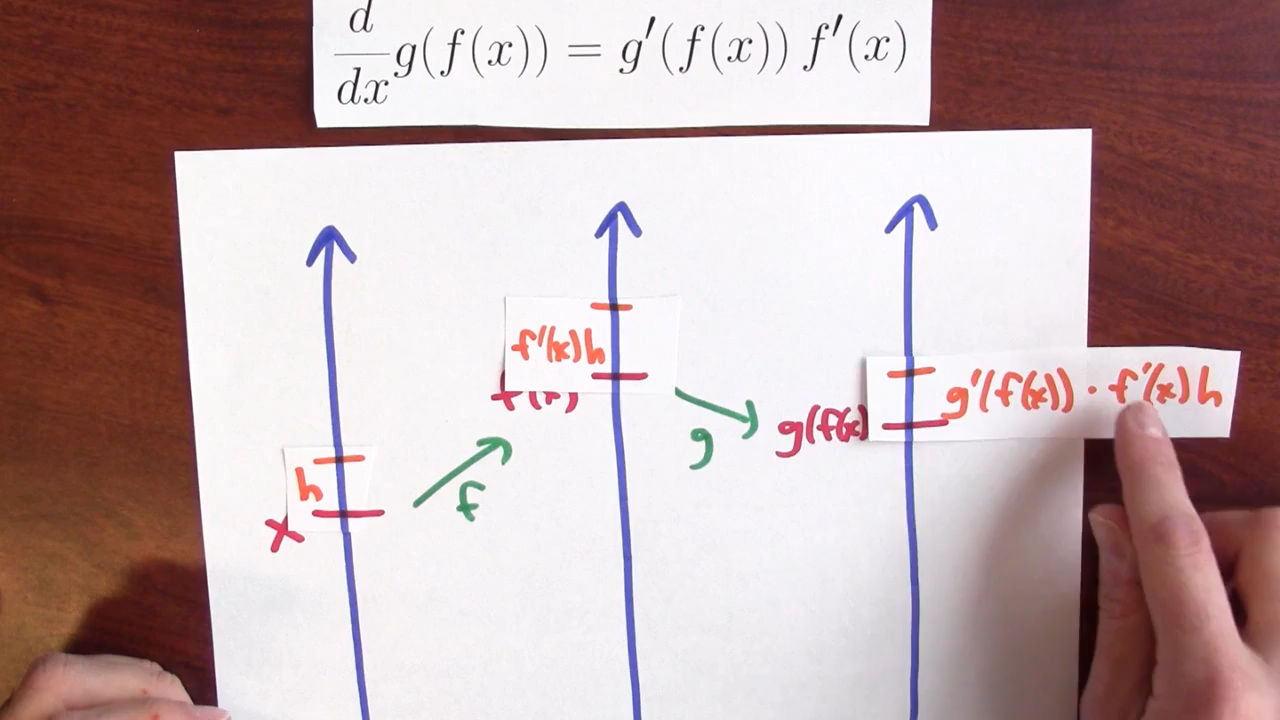 d/dx g(f(x)) = g′(f(x)) f′(x)
f'(x)h
g'(f(x)) · f'(x)h
f(x)
g(f(x)
g
h
f
x